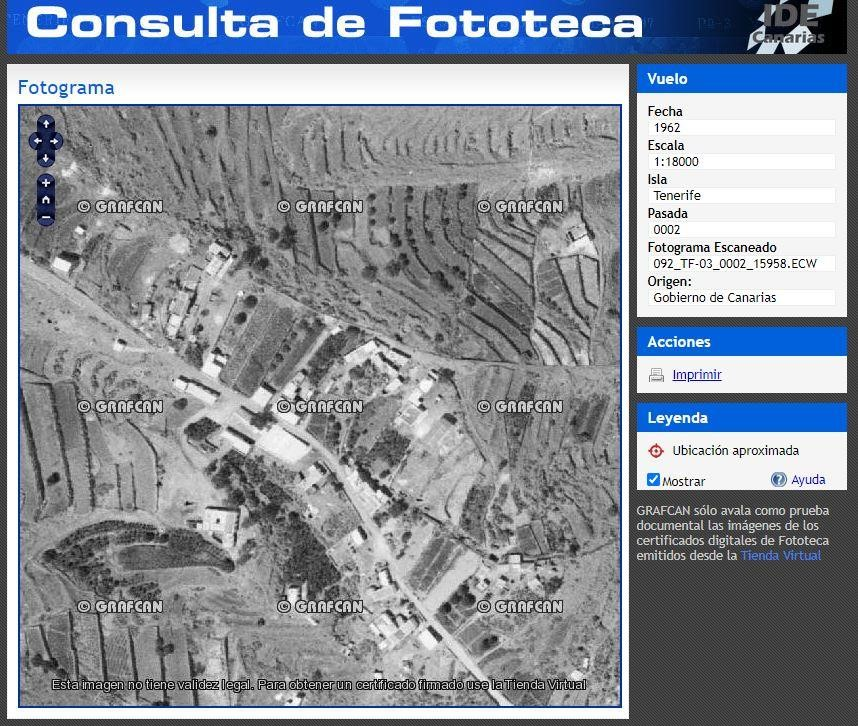 Consulta de Fototeca
IDE
Canarias
Fotograma
© GRAFCAN © GRAFCAN © GRAFCAN
© GRAFCAN © GRAFCAN © GRAFCAN
© GRAFCAN © GRAFCAN © GRAFCAN
Esta imagen no tiene validez legal. Para obtener un certificado firmado use la Tienda Virtual
Vuelo
Fecha
1962
Escala
1:18000
Isla
Tenerife
Pasada
0002
Fotograma Escaneado
092_TF-03_0002_15958.ECW
Origen:
Gobierno de Canarias
Acciones
Imprimir
Leyenda
Ubicación aproximada
Mostrar
Ayuda
GRAFCAN sólo avala como prueba
documental las imágenes de los
certificados digitales de Fototeca
emitidos desde la Tienda Virtual